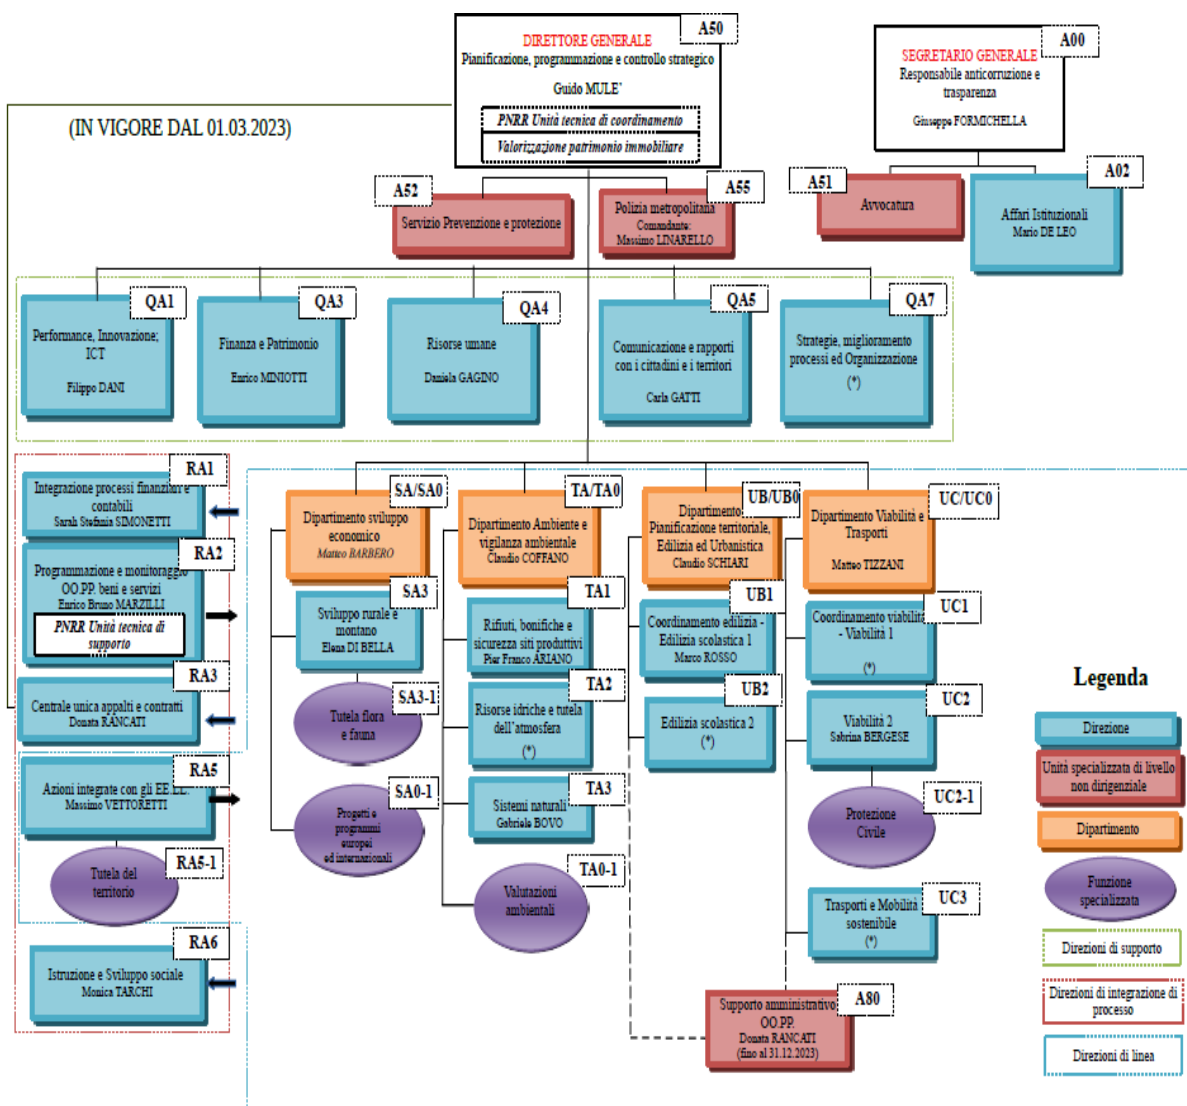 A50
DIRETTORE GENERALE
Pianificazione, programmazione e controllo strategico
Guido MULE'
PNRR Unità tecnica di coordinamento
Valorizzazione patrimonio immobiliare
A00
SEGRETARIO GENERALE
Responsabile anticorruzione e
trasparenza
Giuseppe FORMICHELLA
(IN VIGORE DAL 01.03.2023)
A52
Servizio Prevenzione e protezione
A55
Polizia metropolitana
Comandante:
Massimo LINARELLO
A51
Avvocatura
A02
Affari Istituzionali
Mario DE LEO
QA1
Performance, Innovazione;
ICT
Filippo DANI
QA3
Finanza e Patrimonio
Enrico MINIOTTI
QA4
Risorse umane
Daniela GAGINO
QA5
Comunicazione e rapporti
con i cittadini e i territori
Carla GATTI
QA7
Strategie, miglioramento
processi ed Organizzazione
(*)
RA1
Integrazione processi finanziari e
contabili
Sarah Stefania SIMONETTI
RA2
Programmazione e monitoraggio
OO.PP. beni e servizi
Enrico Bruno MARZILLI
PNRR Unità tecnica di
supporto
RA3
Centrale unica appalti e contratti
Donata RANCATI
RA5
Azioni integrate con gli EE.LL.
Massimo VETTORETTI
RA5-1
Tutela del
territorio
RA6
Istruzione e Sviluppo sociale
Monica TARCHI
SA/SA0
Dipartimento sviluppo
economico
Matteo BARBERO
SA3
Sviluppo rurale e
montano
Elena DI BELLA
SA3-1
Tutela flora
e fauna
SA0-1
Progetti e
programmi
europei
ed internazionali
TA/TA0
Dipartimento Ambiente e
vigilanza ambientale
Claudio COFFANO
TA1
Rifiuti, bonifiche e
sicurezza siti produttivi
Pier Franco ARIANO
TA2
Risorse idriche e tutela
dell'atmosfera
(*)
TA3
Sistemi naturali
Gabriele BOVO
TA0-1
Valutazioni
ambientali
UB/UB0
Dipartimento
Pianificazione territoriale,
Edilizia ed Urbanistica
Claudio SCHIARI
UB1
Coordinamento edilizia -
Edilizia scolastica 1
Marco ROSSO
UB2
Edilizia scolastica 2
(*)
UC/UC0
Dipartimento Viabilità e
Trasporti
Matteo TIZZANI
UC1
Coordinamento viabilità
- Viabilità 1
(*)
UC2
Viabilità 2
Sabrina BERGESE
UC2-1
Protezione
Civile
UC3
Trasporti e Mobilità
sostenibile
(*)
A80
Supporto amministrativo
OO.PP.
Donata RANCATI
(fino al 31.12.2023)
Legenda
Direzione
Unità specializzata di livello
non dirigenziale
Dipartimento
Funzione
specializzata
Direzioni di supporto
Direzioni di integrazione di
processo
Direzioni di linea